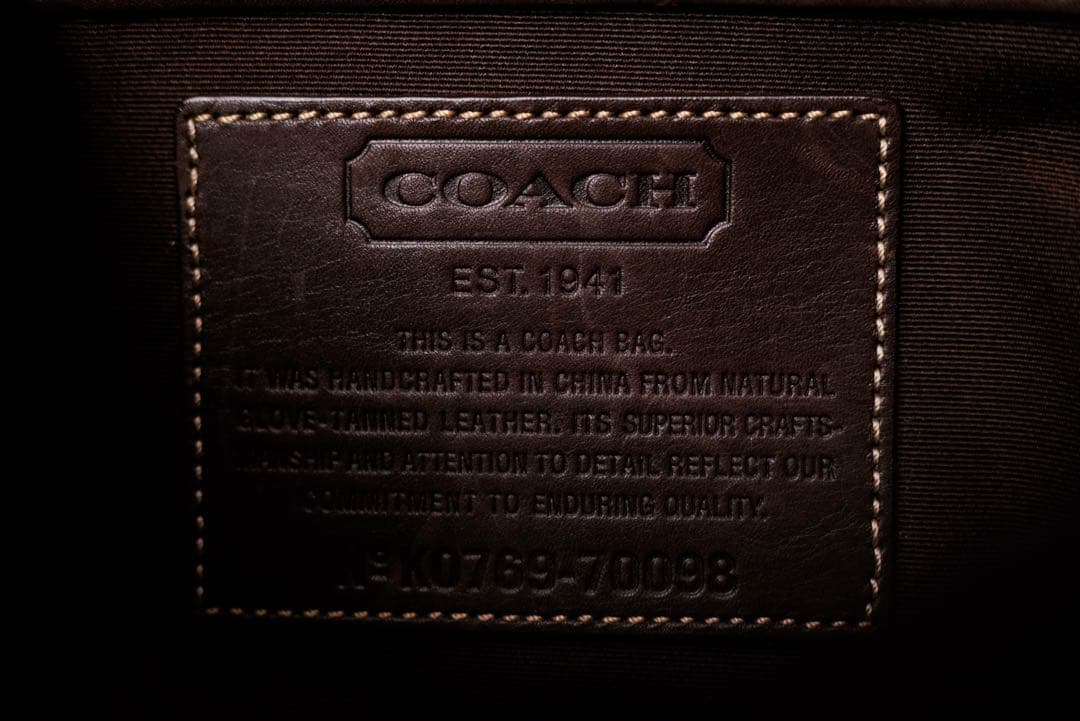 COACH
EST. 1941
THIS IS A COACH BAG.
IT WAS HANDCRAFTED IN CHINA FROM NATURAL
GLOVE-TANNED LEATHER. ITS SUPERIOR CRAFTS-
MANSHIP AND ATTENTION TO DETAIL REFLECT OUR
COMMITMENT TO ENDURING QUALITY.
Nº K0769-70098